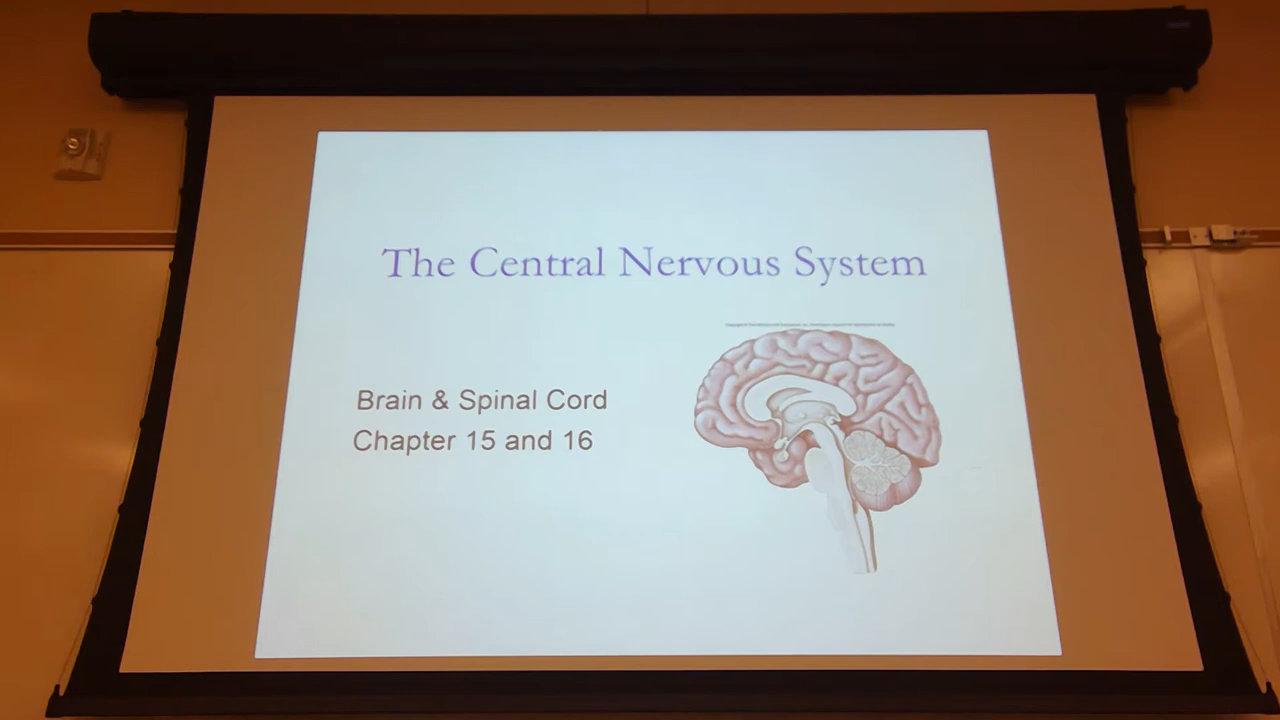 The Central Nervous System
Brain & Spinal Cord
Chapter 15 and 16